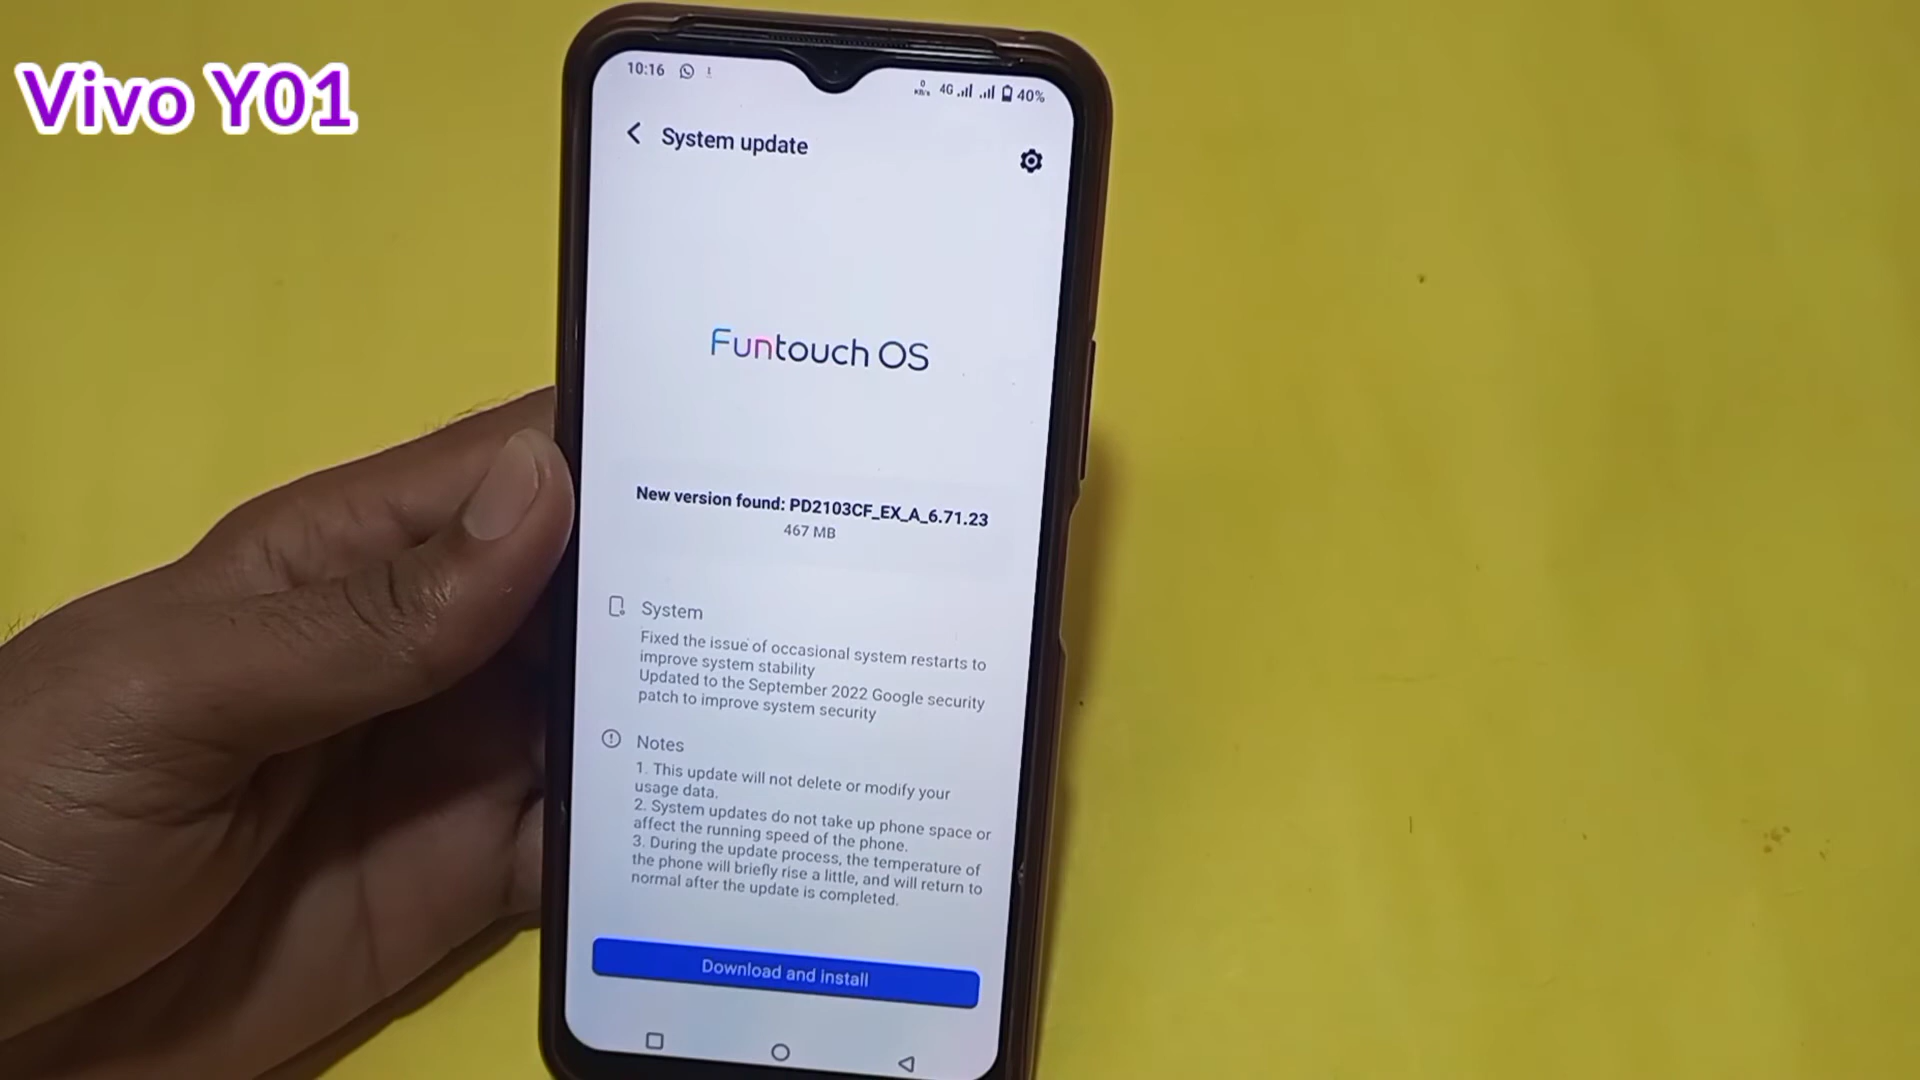 Vivo Y01
10:16
0
KB/s
4G
40%
System update
Funtouch OS
New version found: PD2103CF_EX_A_6.71.23
467 MB
System
Fixed the issue of occasional system restarts to
improve system stability
Updated to the September 2022 Google security
patch to improve system security
Notes
1. This update will not delete or modify your
usage data.
2. System updates do not take up phone space or
affect the running speed of the phone.
3. During the update process, the temperature of
the phone will briefly rise a little, and will return to
normal after the update is completed.
Download and install